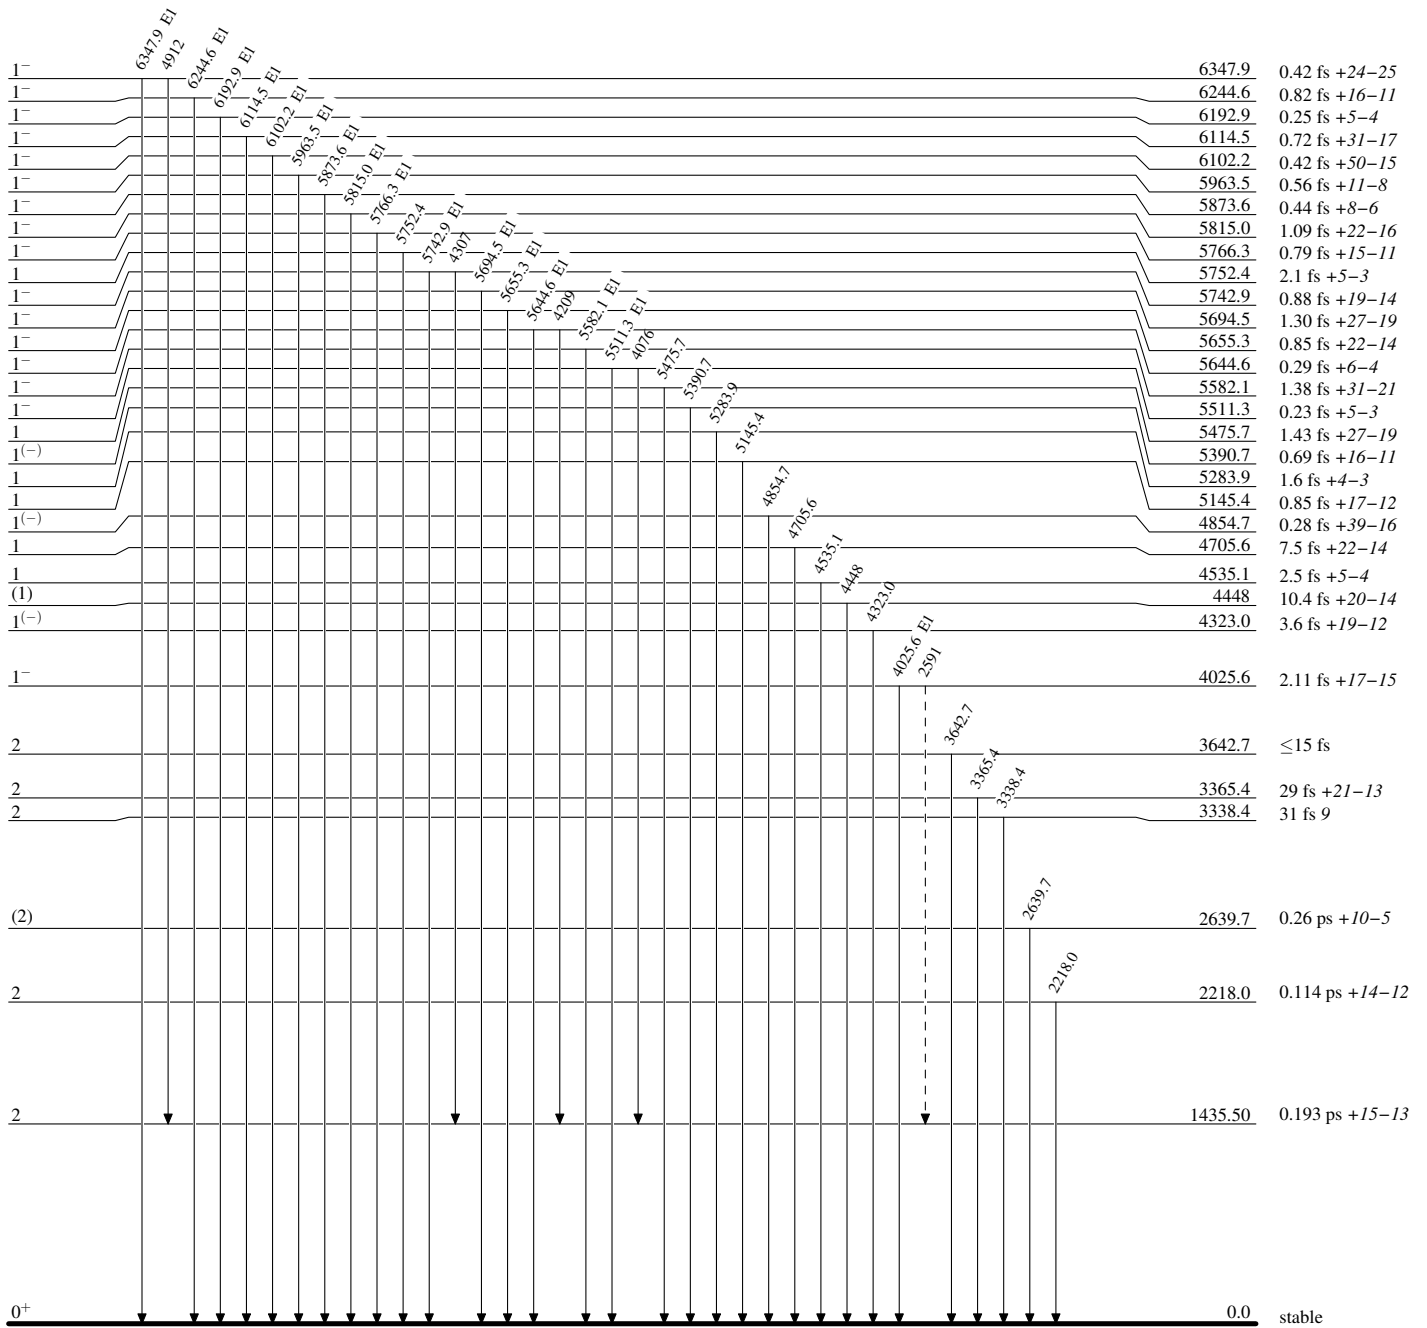 6347.9 E1
4912
6244.6 E1
6192.9 E1
6114.5 E1
6102.2 E1
5963.5 E1
5873.6 E1
5815.0 E1
5766.3 E1
5752.4
5742.9 E1
4307
5694.5 E1
5655.3 E1
5644.6 E1
4209
5582.1 E1
5511.3 E1
4076
5475.7
5390.7
5283.9
5145.4
4854.7
4705.6
4535.1
4448
4323.0
4025.6 E1
2591
3642.7
3365.4
3338.4
2639.7
2218.0
1⁻ 6347.9 0.42 fs +24−25
1⁻ 6244.6 0.82 fs +16−11
1⁻ 6192.9 0.25 fs +5−4
1⁻ 6114.5 0.72 fs +31−17
1⁻ 6102.2 0.42 fs +50−15
1⁻ 5963.5 0.56 fs +11−8
1⁻ 5873.6 0.44 fs +8−6
1⁻ 5815.0 1.09 fs +22−16
1⁻ 5766.3 0.79 fs +15−11
1 5752.4 2.1 fs +5−3
1⁻ 5742.9 0.88 fs +19−14
1⁻ 5694.5 1.30 fs +27−19
1⁻ 5655.3 0.85 fs +22−14
1⁻ 5644.6 0.29 fs +6−4
1⁻ 5582.1 1.38 fs +31−21
1⁻ 5511.3 0.23 fs +5−3
1 5475.7 1.43 fs +27−19
1⁽⁻⁾ 5390.7 0.69 fs +16−11
1 5283.9 1.6 fs +4−3
1 5145.4 0.85 fs +17−12
1⁽⁻⁾ 4854.7 0.28 fs +39−16
1 4705.6 7.5 fs +22−14
1 4535.1 2.5 fs +5−4
(1) 4448 10.4 fs +20−14
1⁽⁻⁾ 4323.0 3.6 fs +19−12
1⁻ 4025.6 2.11 fs +17−15
2 3642.7 ≤15 fs
2 3365.4 29 fs +21−13
2 3338.4 31 fs 9
(2) 2639.7 0.26 ps +10−5
2 2218.0 0.114 ps +14−12
2 1435.50 0.193 ps +15−13
0⁺ 0.0 stable